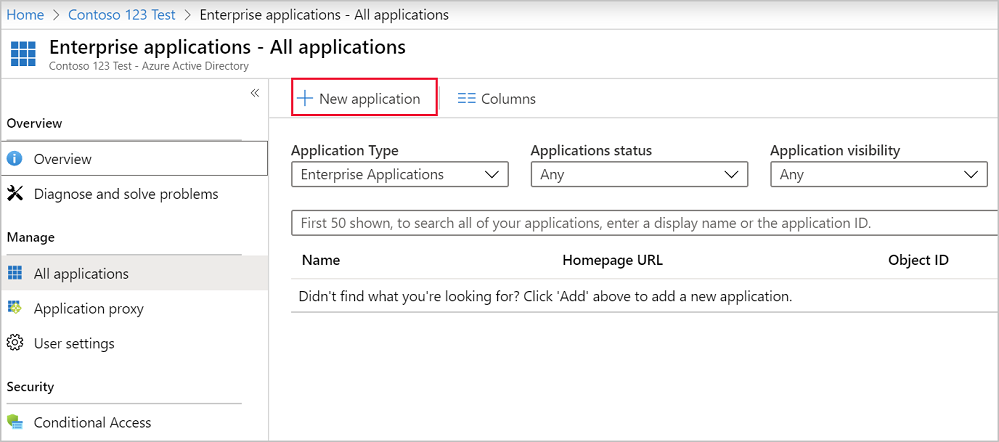 Home > Contoso 123 Test > Enterprise applications - All applications
Enterprise applications - All applications
Contoso 123 Test - Azure Active Directory
«
Overview
Overview
Diagnose and solve problems
Manage
All applications
Application proxy
User settings
Security
Conditional Access
+ New application
Columns
Application Type
Applications status
Application visibility
Enterprise Applications
Any
Any
First 50 shown, to search all of your applications, enter a display name or the application ID.
Name Homepage URL Object ID
Didn't find what you're looking for? Click 'Add' above to add a new application.